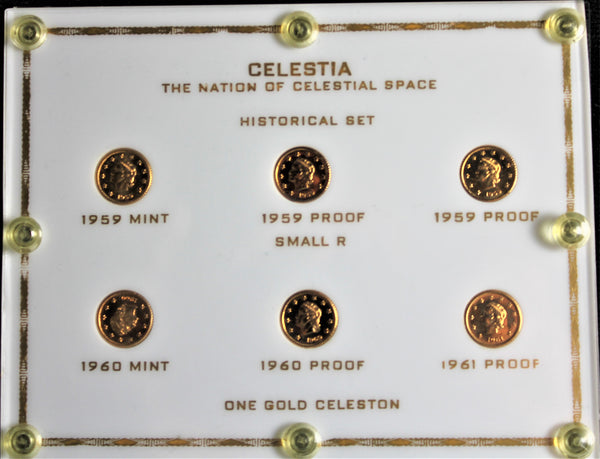 CELESTIA
THE NATION OF CELESTIAL SPACE
HISTORICAL SET
1959 MINT 1959 PROOF 1959 PROOF
SMALL R
1960 MINT 1960 PROOF 1961 PROOF
ONE GOLD CELESTON